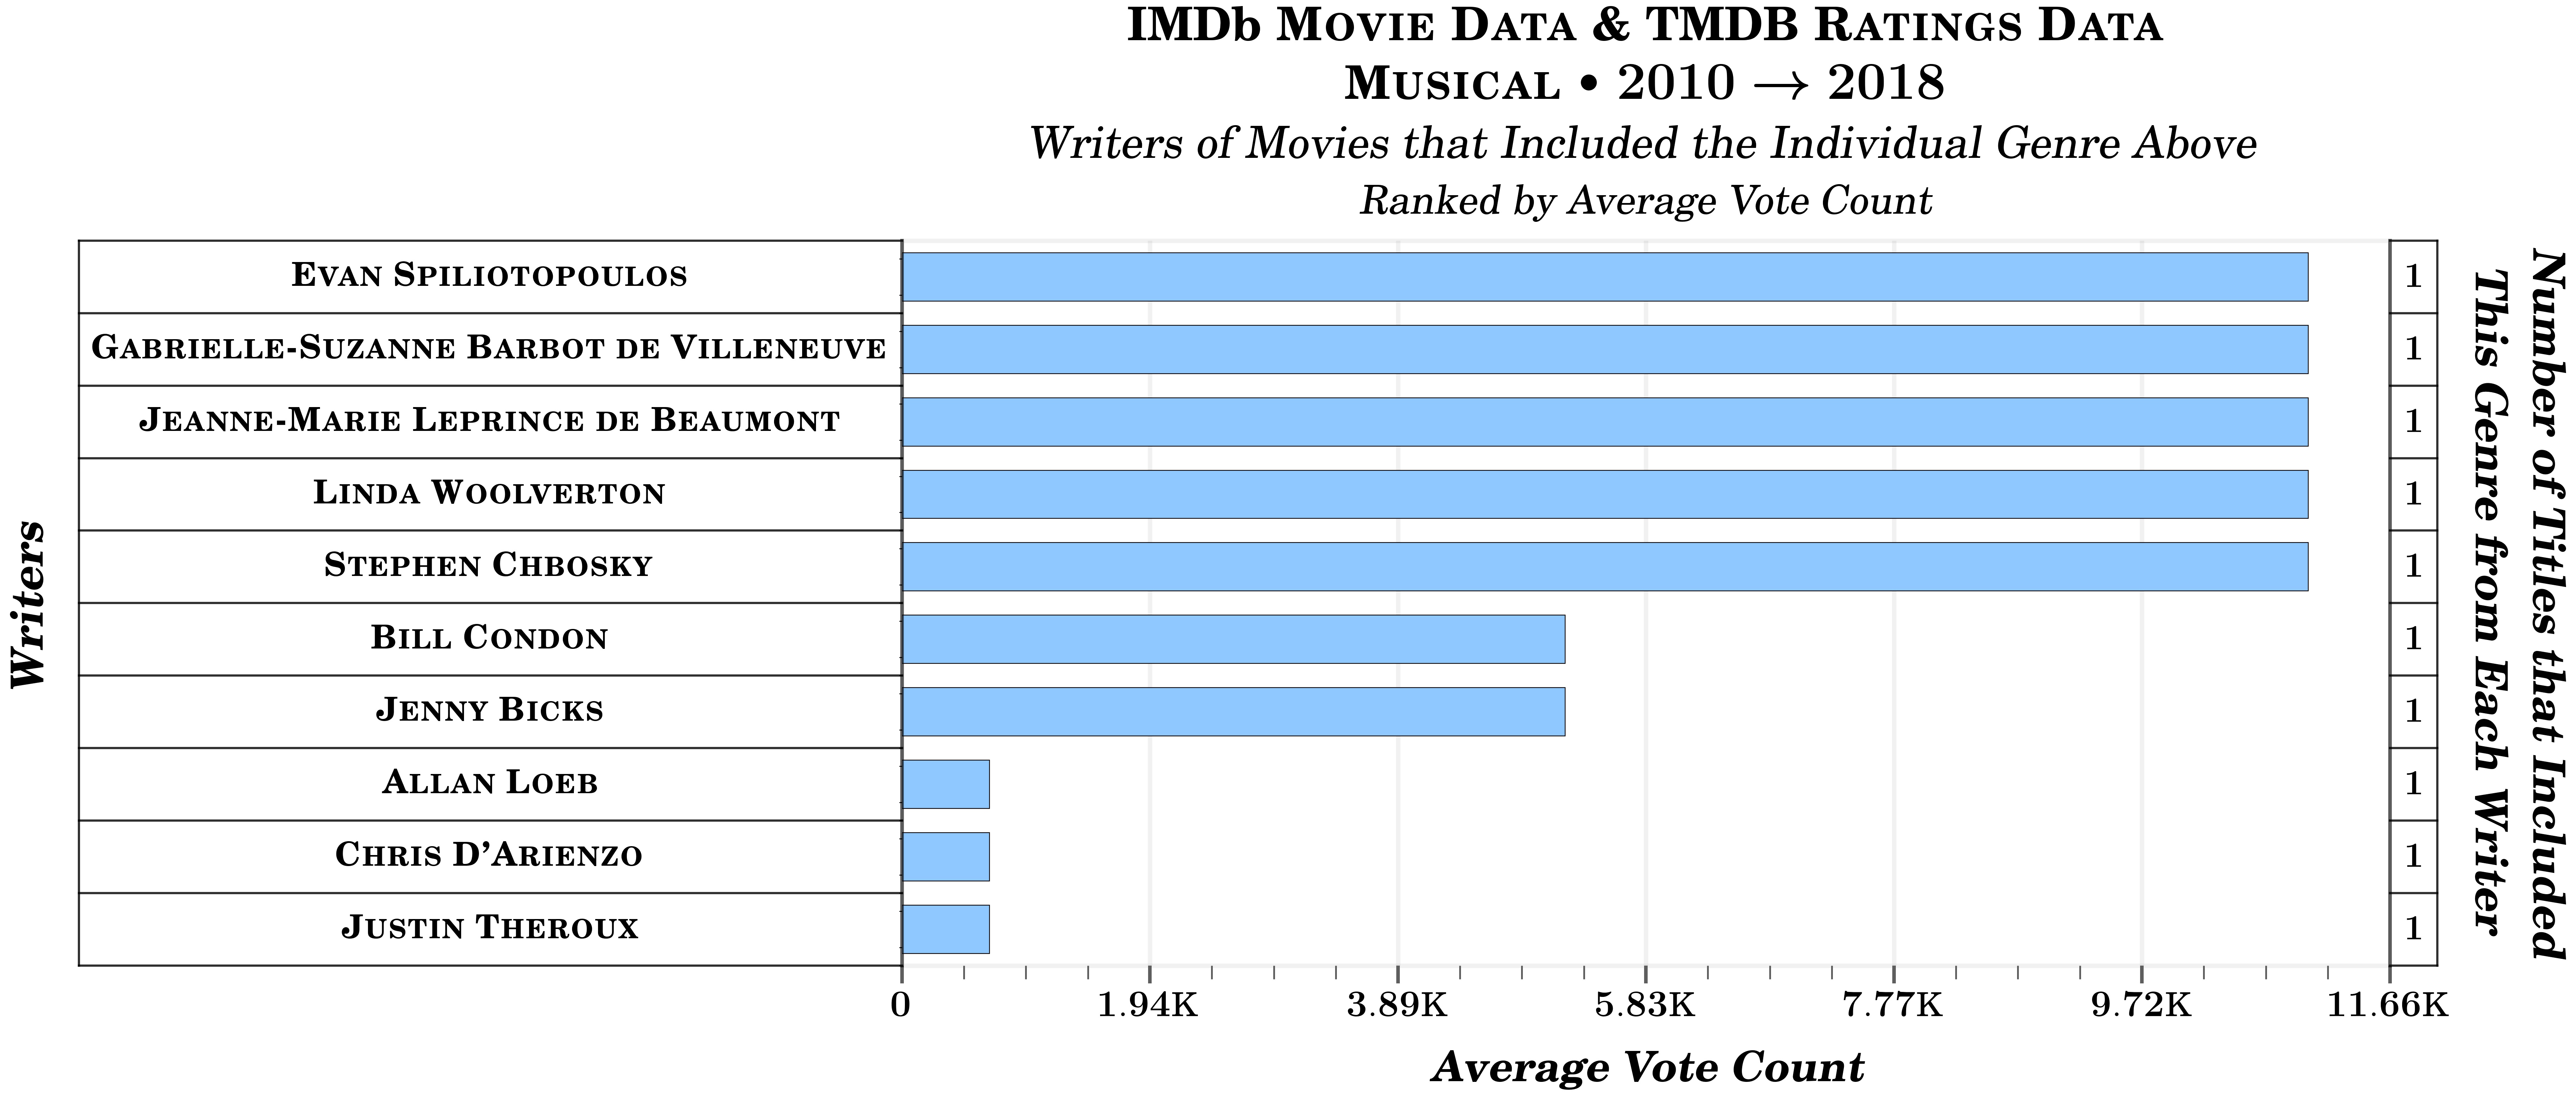 IMDb Movie Data & TMDB Ratings Data
Musical • 2010 → 2018
Writers of Movies that Included the Individual Genre Above
Ranked by Average Vote Count
Writers
Evan Spiliotopoulos 1
Gabrielle-Suzanne Barbot de Villeneuve 1
Jeanne-Marie Leprince de Beaumont 1
Linda Woolverton 1
Stephen Chbosky 1
Bill Condon 1
Jenny Bicks 1
Allan Loeb 1
Chris D'Arienzo 1
Justin Theroux 1
0 1.94K 3.89K 5.83K 7.77K 9.72K 11.66K
Average Vote Count
Number of Titles that Included
This Genre from Each Writer